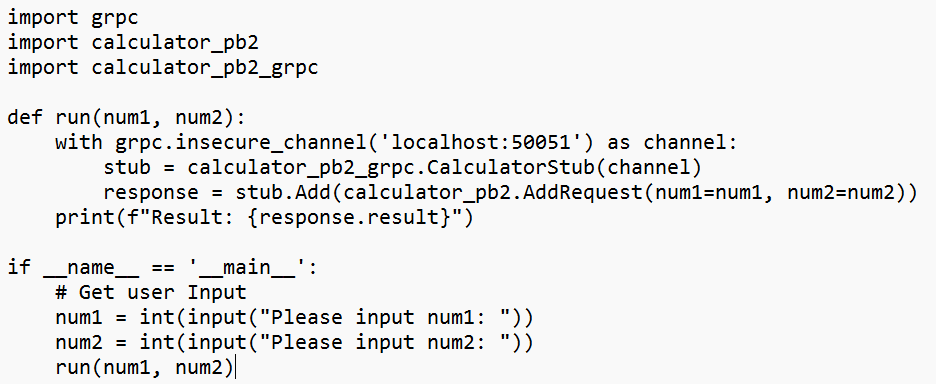 import grpc
import calculator_pb2
import calculator_pb2_grpc

def run(num1, num2):
    with grpc.insecure_channel('localhost:50051') as channel:
        stub = calculator_pb2_grpc.CalculatorStub(channel)
        response = stub.Add(calculator_pb2.AddRequest(num1=num1, num2=num2))
    print(f"Result: {response.result}")

if __name__ == '__main__':
    # Get user Input
    num1 = int(input("Please input num1: "))
    num2 = int(input("Please input num2: "))
    run(num1, num2)